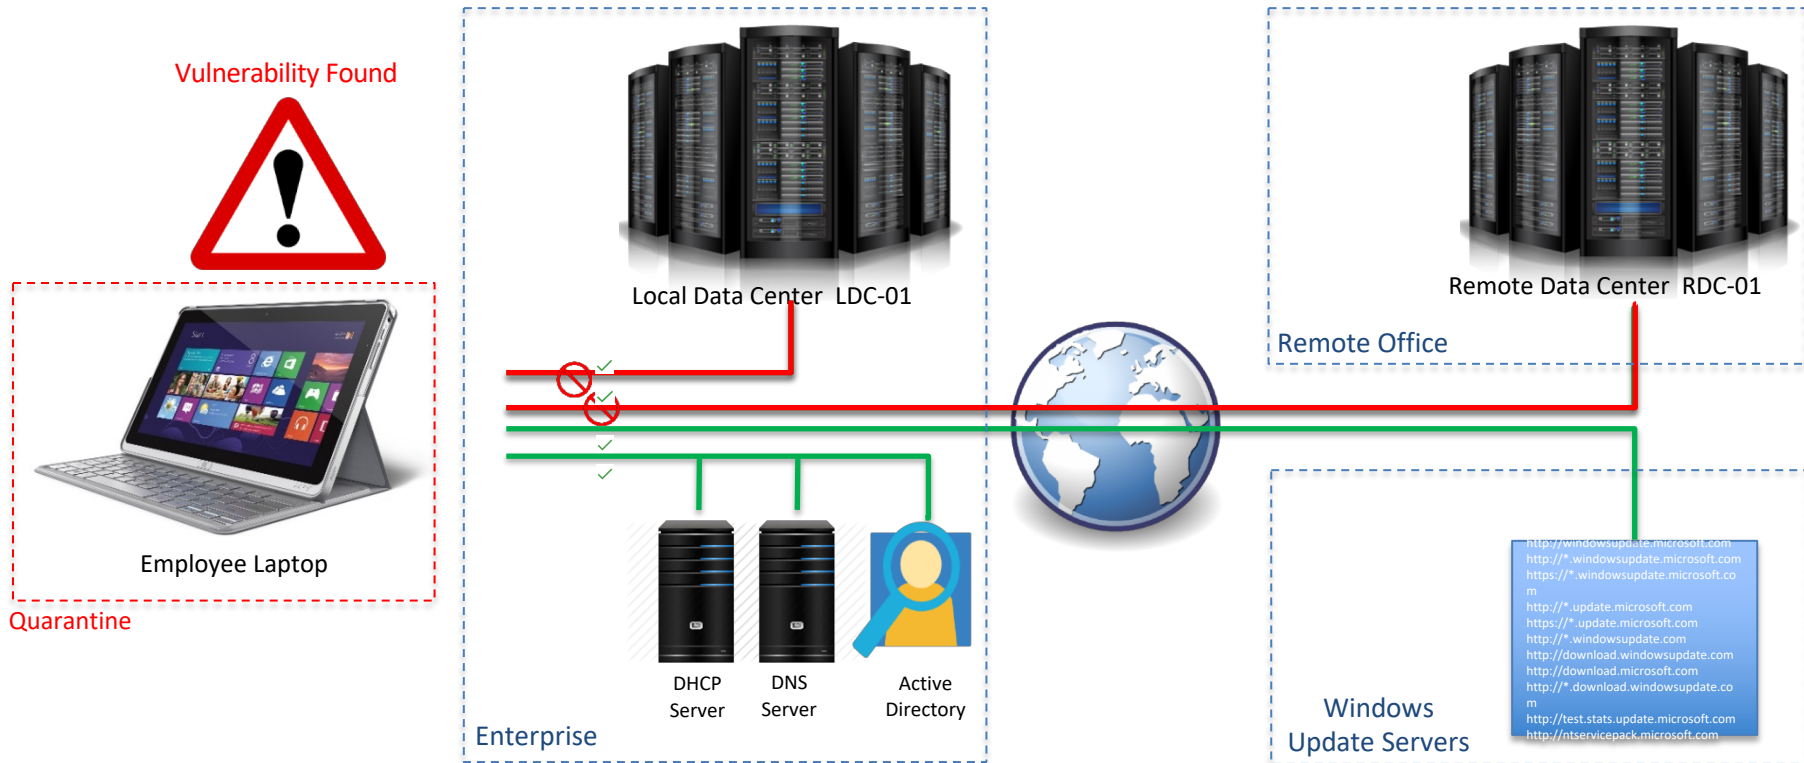 Vulnerability Found
Start
Employee Laptop
Quarantine
Local Data Center LDC-01
Remote Data Center RDC-01
Remote Office
DHCP
Server
DNS
Server
Active
Directory
Enterprise
Windows
Update Servers
http://windowsupdate.microsoft.com
http://*.windowsupdate.microsoft.com
https://*.windowsupdate.microsoft.co
m
http://*.update.microsoft.com
https://*.update.microsoft.com
http://*.windowsupdate.com
http://download.windowsupdate.com
http://download.microsoft.com
http://*.download.windowsupdate.co
m
http://test.stats.update.microsoft.com
http://ntservicepack.microsoft.com